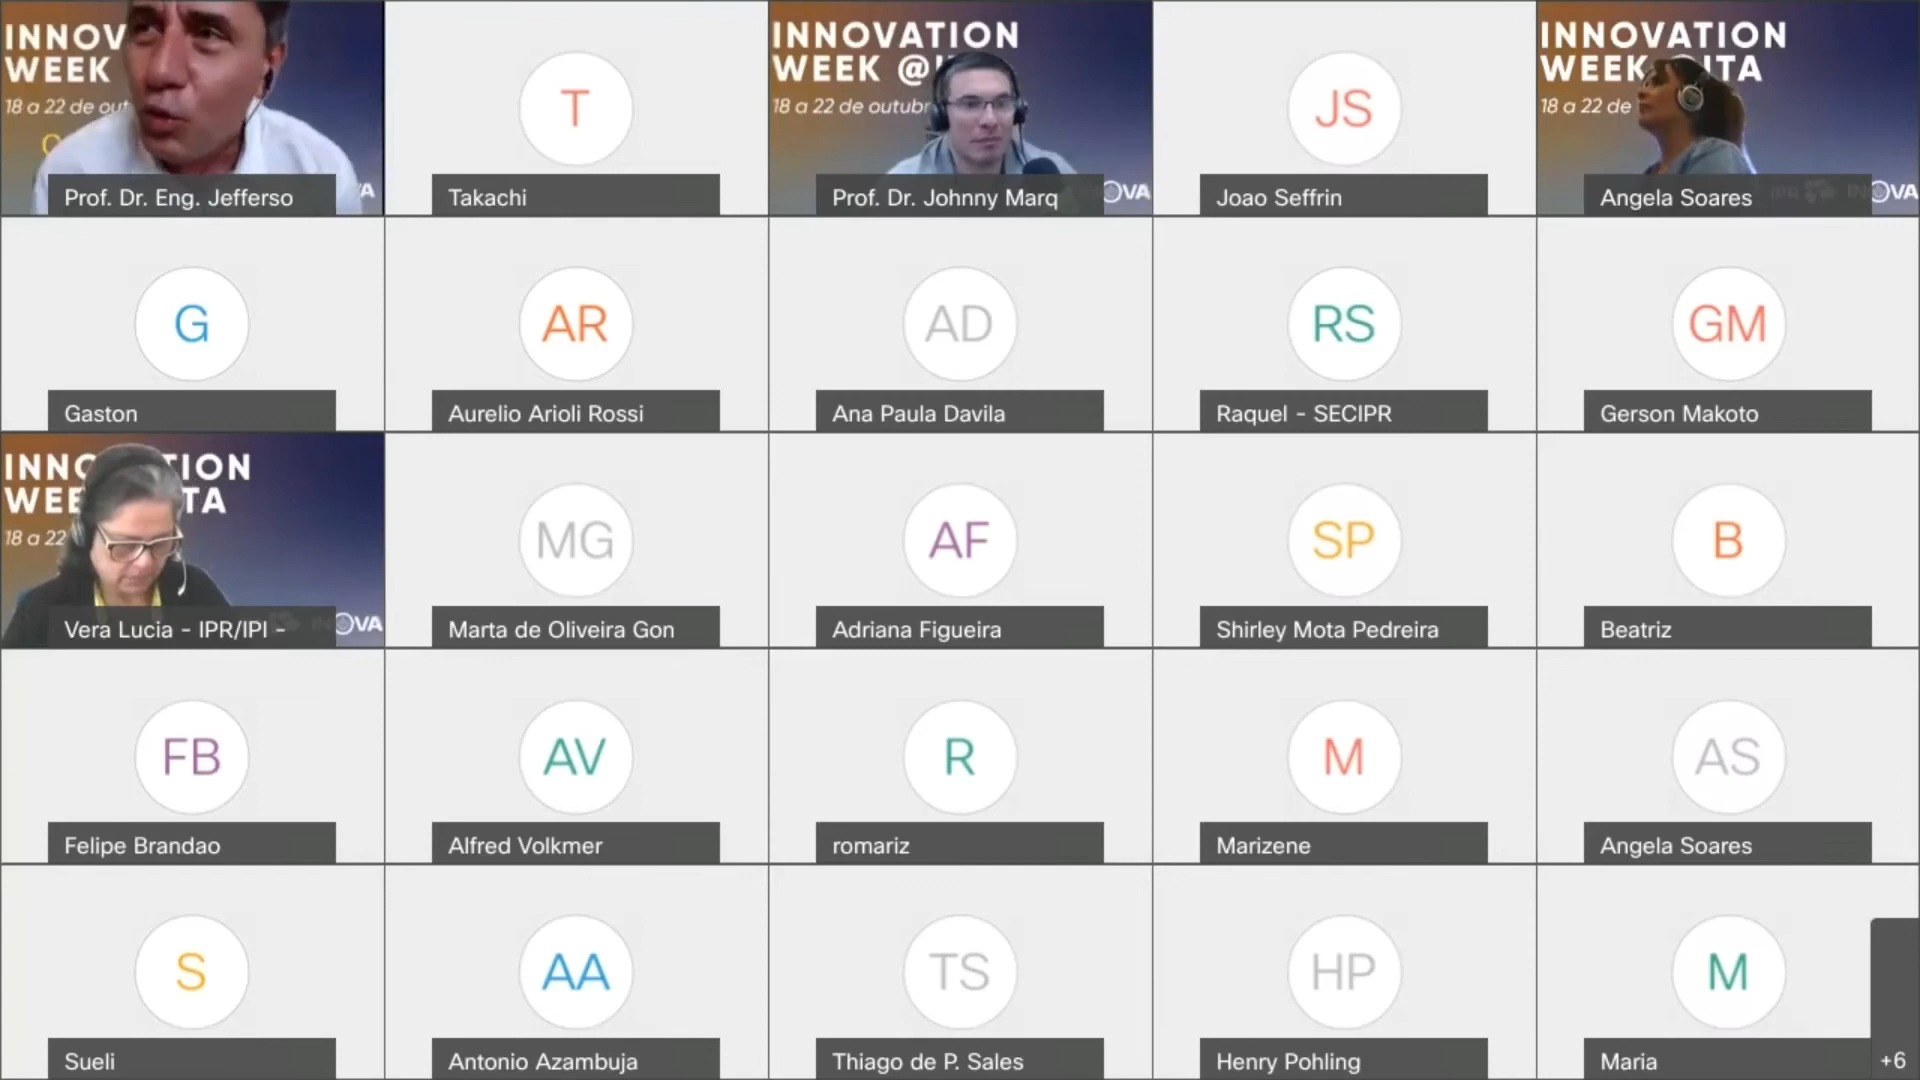 INNOV
WEEK
18 a 22 de out
Prof. Dr. Eng. Jefferso
T
Takachi
INNOVATION
WEEK @I
18 a 22 de outubr
OVA
Prof. Dr. Johnny Marq
JS
Joao Seffrin
INNOVATION
WEEK ITA
18 a 22 de
IPR INOVA
Angela Soares
G
Gaston
AR
Aurelio Arioli Rossi
AD
Ana Paula Davila
RS
Raquel - SECIPR
GM
Gerson Makoto
INNO TION
WEE TA
18 a 22
INOVA
Vera Lucia - IPR/IPI -
MG
Marta de Oliveira Gon
AF
Adriana Figueira
SP
Shirley Mota Pedreira
B
Beatriz
FB
Felipe Brandao
AV
Alfred Volkmer
R
romariz
M
Marizene
AS
Angela Soares
S
Sueli
AA
Antonio Azambuja
TS
Thiago de P. Sales
HP
Henry Pohling
M
Maria
+6